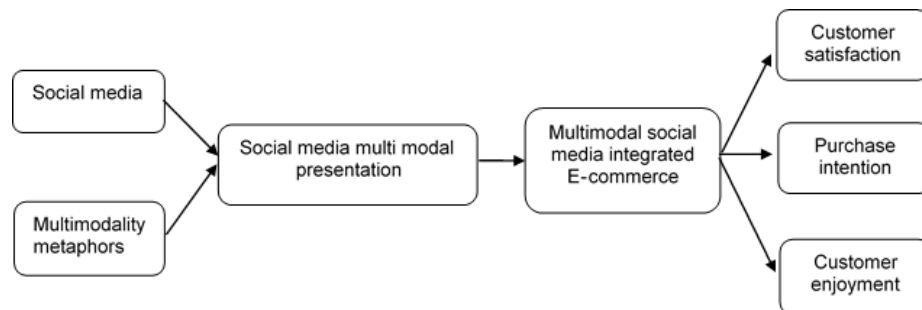 Social media
Multimodality
metaphors
Social media multi modal
presentation
Multimodal social
media integrated
E-commerce
Customer
satisfaction
Purchase
intention
Customer
enjoyment